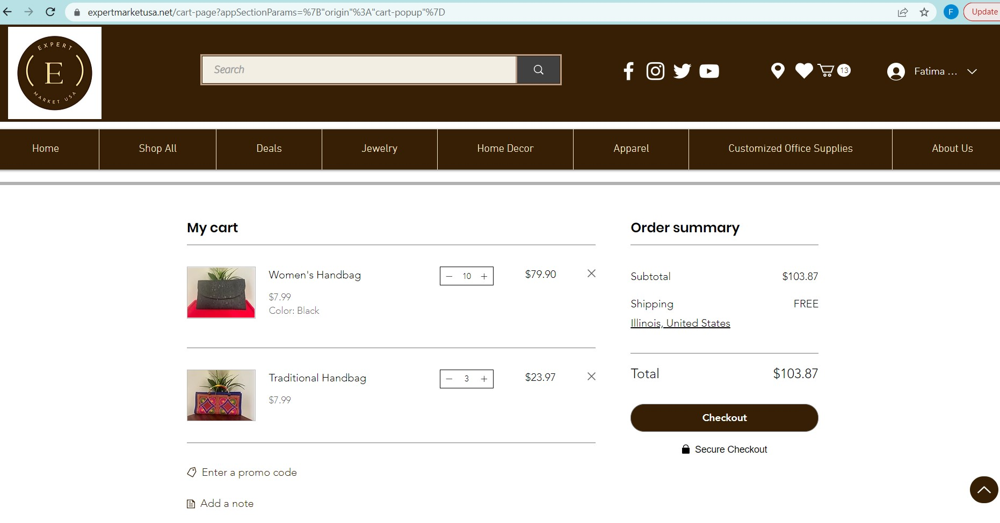 expertmarketusa.net/cart-page?appSectionParams=%7B"origin"%3A"cart-popup"%7D
F
Update
EXPERT
E
MARKET USA
Search
13
Fatima ...
Home
Shop All
Deals
Jewelry
Home Decor
Apparel
Customized Office Supplies
About Us
My cart
Women's Handbag
$7.99
Color: Black
− 10 +
$79.90
Traditional Handbag
$7.99
− 3 +
$23.97
Enter a promo code
Add a note
Order summary
Subtotal $103.87
Shipping FREE
Illinois, United States
Total $103.87
Checkout
Secure Checkout